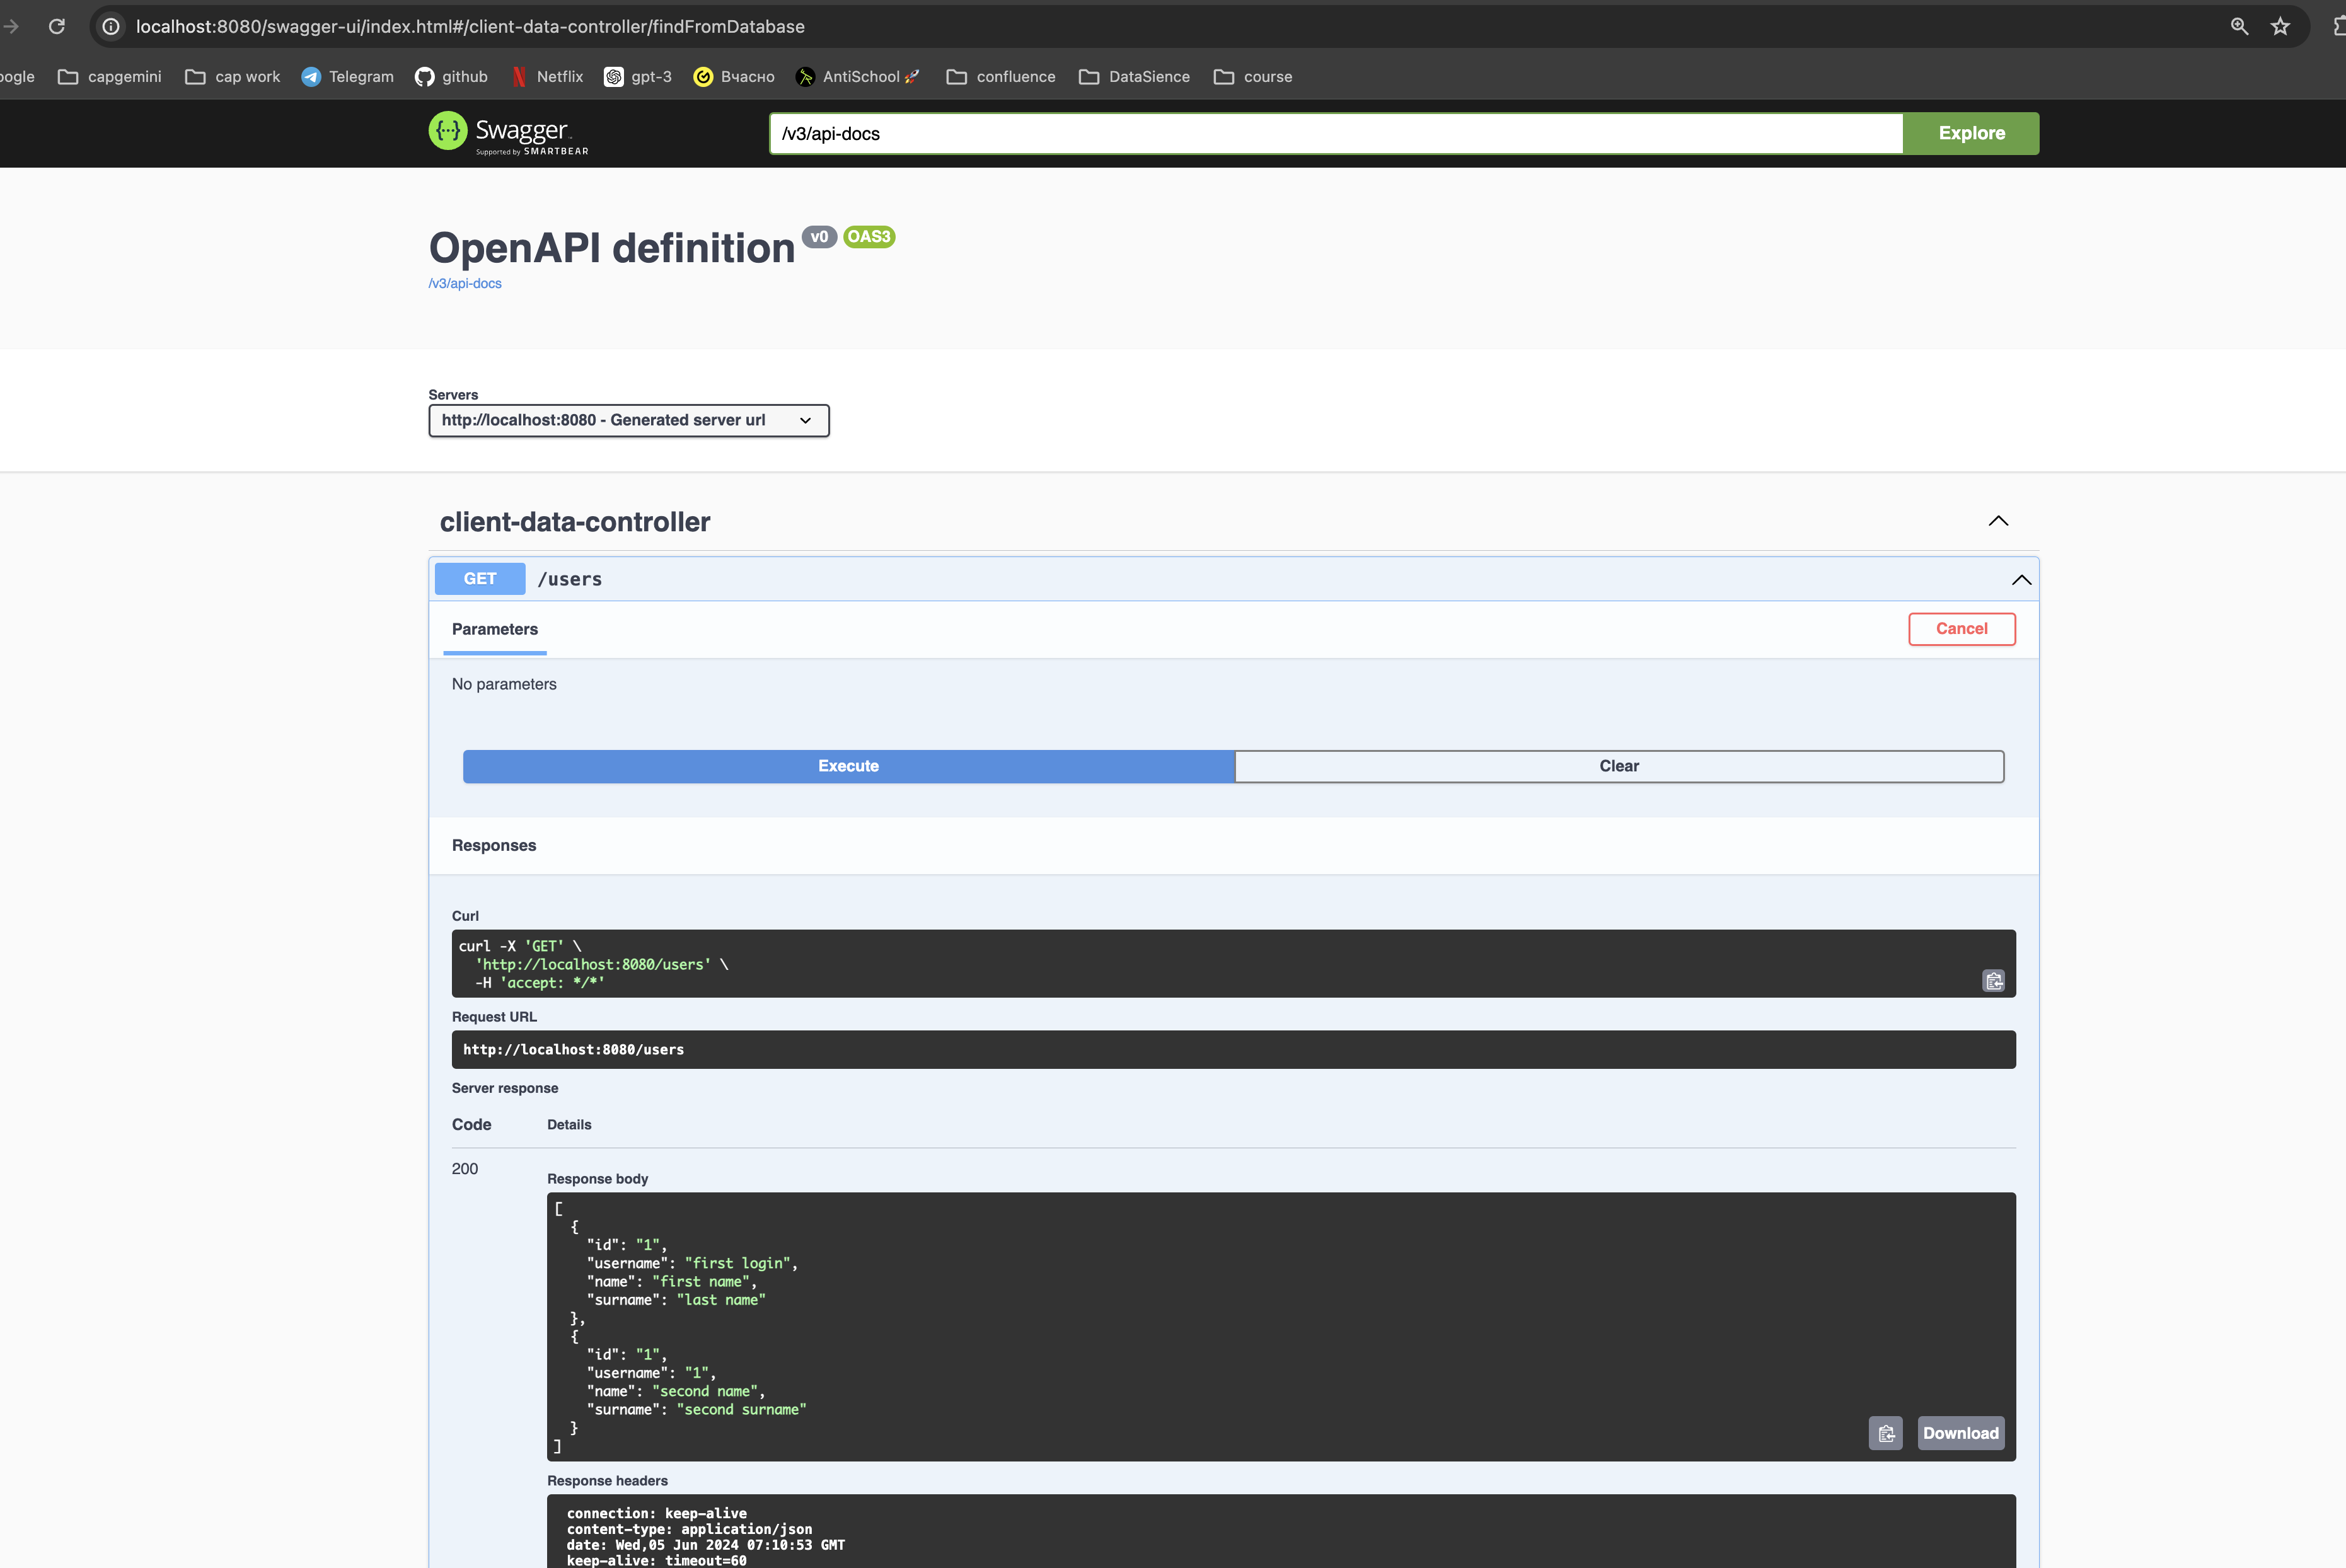 localhost:8080/swagger-ui/index.html#/client-data-controller/findFromDatabase
oogle capgemini cap work Telegram github Netflix gpt-3 Вчасно AntiSchool🚀 confluence DataSience course
{···} Swagger™ /v3/api-docs Explore
Supported by SMARTBEAR
OpenAPI definition v0 OAS3
/v3/api-docs
Servers
http://localhost:8080 - Generated server url
client-data-controller
GET /users
Parameters Cancel
No parameters
Execute Clear
Responses
Curl
curl -X 'GET' \
'http://localhost:8080/users' \
-H 'accept: */*'
Request URL
http://localhost:8080/users
Server response
Code Details
200
Response body
[
{
"id": "1",
"username": "first login",
"name": "first name",
"surname": "last name"
},
{
"id": "1",
"username": "1",
"name": "second name",
"surname": "second surname"
}
]
Download
Response headers
connection: keep-alive
content-type: application/json
date: Wed,05 Jun 2024 07:10:53 GMT
keep-alive: timeout=60